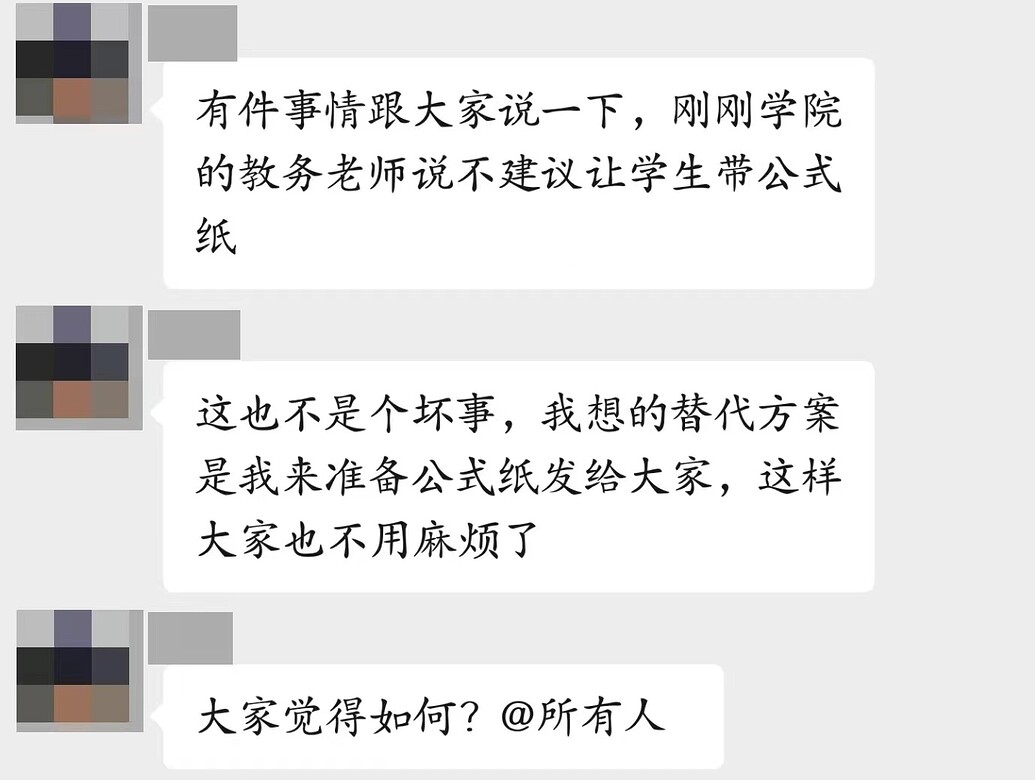 有件事情跟大家说一下，刚刚学院
的教务老师说不建议让学生带公式
纸
这也不是个坏事，我想的替代方案
是我来准备公式纸发给大家，这样
大家也不用麻烦了
大家觉得如何？@所有人